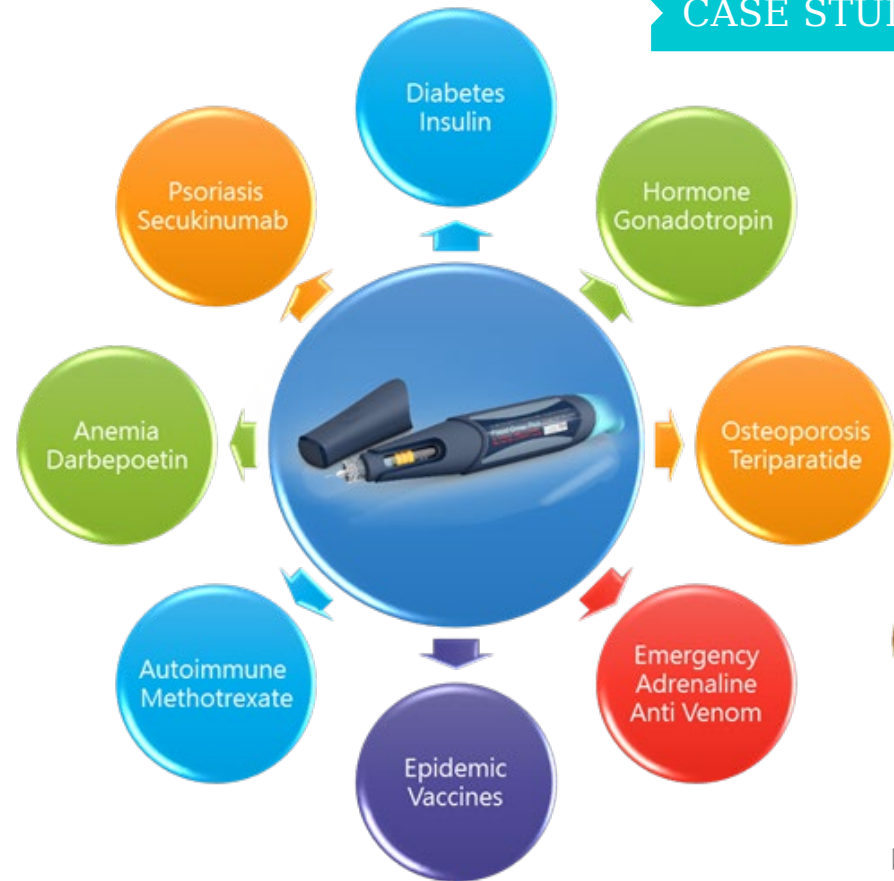 CASE STU
Diabetes
Insulin
Psoriasis
Secukinumab
Hormone
Gonadotropin
Anemia
Darbepoetin
Osteoporosis
Teriparatide
Autoimmune
Methotrexate
Emergency
Adrenaline
Anti Venom
Epidemic
Vaccines